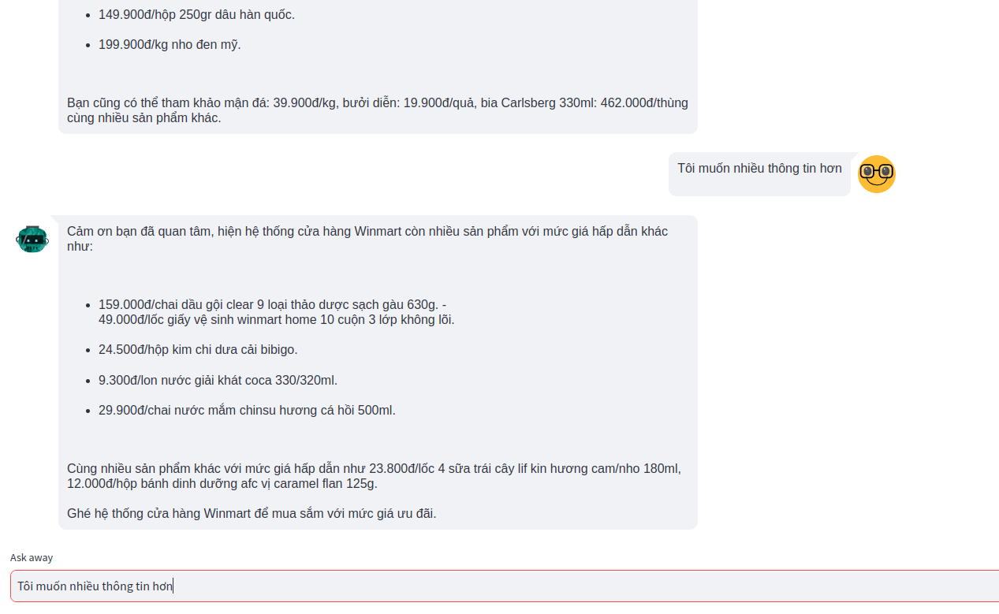 149.900đ/hộp 250gr dâu hàn quốc.
199.900đ/kg nho đen mỹ.
Bạn cũng có thể tham khảo mận đá: 39.900đ/kg, bưởi diễn: 19.900đ/quả, bia Carlsberg 330ml: 462.000đ/thùng
cùng nhiều sản phẩm khác.
Tôi muốn nhiều thông tin hơn
Cảm ơn bạn đã quan tâm, hiện hệ thống cửa hàng Winmart còn nhiều sản phẩm với mức giá hấp dẫn khác
như:
159.000đ/chai dầu gội clear 9 loại thảo dược sạch gàu 630g. -
49.000đ/lốc giấy vệ sinh winmart home 10 cuộn 3 lớp không lõi.
24.500đ/hộp kim chi dưa cải bibigo.
9.300đ/lon nước giải khát coca 330/320ml.
29.900đ/chai nước mắm chinsu hương cá hồi 500ml.
Cùng nhiều sản phẩm khác với mức giá hấp dẫn như 23.800đ/lốc 4 sữa trái cây lif kin hương cam/nho 180ml,
12.000đ/hộp bánh dinh dưỡng afc vị caramel flan 125g.
Ghé hệ thống cửa hàng Winmart để mua sắm với mức giá ưu đãi.
Ask away
Tôi muốn nhiều thông tin hơn